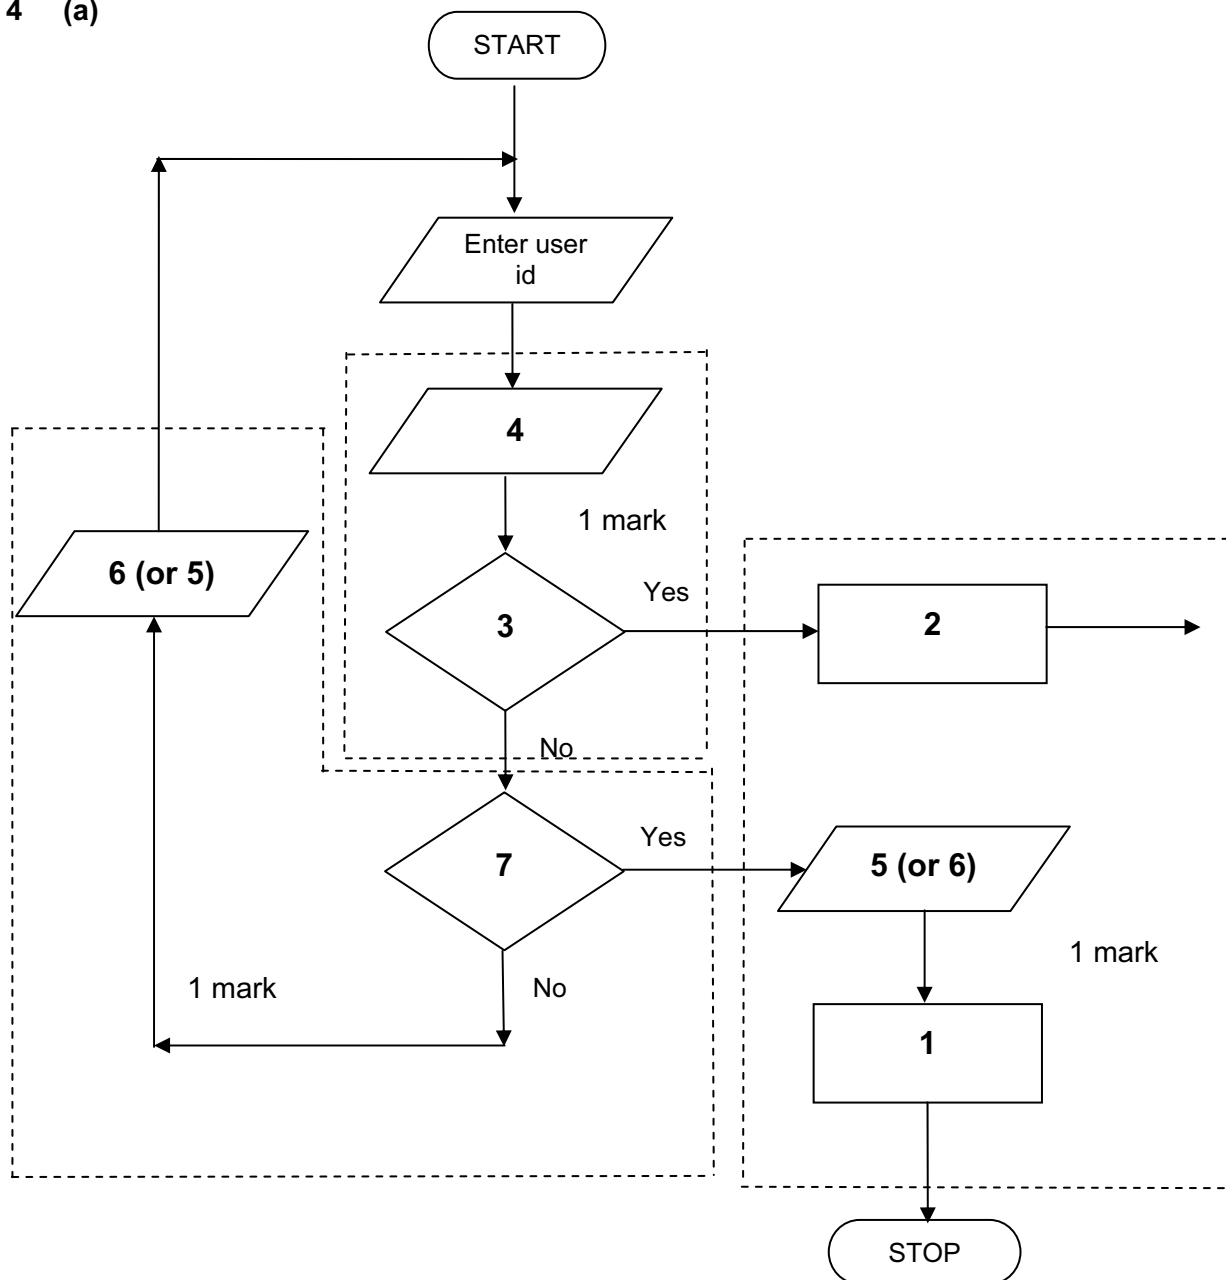 4 (a)
START
Enter user
id
4
1 mark
6 (or 5)
Yes
3
2
No
Yes
7
5 (or 6)
1 mark
1 mark
No
1
STOP